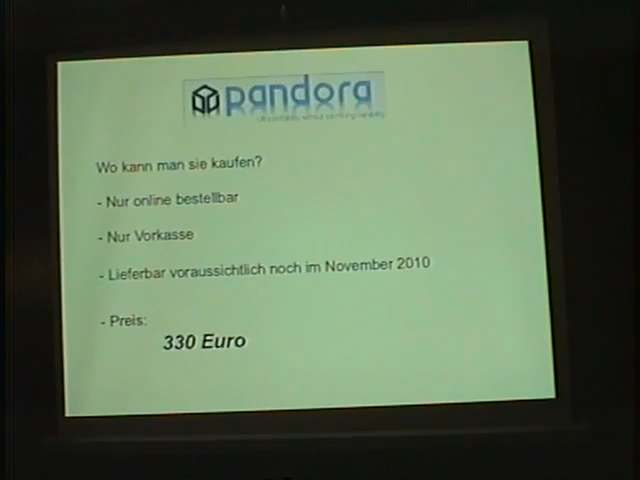 pandora
Wo kann man sie kaufen?
- Nur online bestellbar
- Nur Vorkasse
- Lieferbar voraussichtlich noch im November 2010
- Preis:
330 Euro